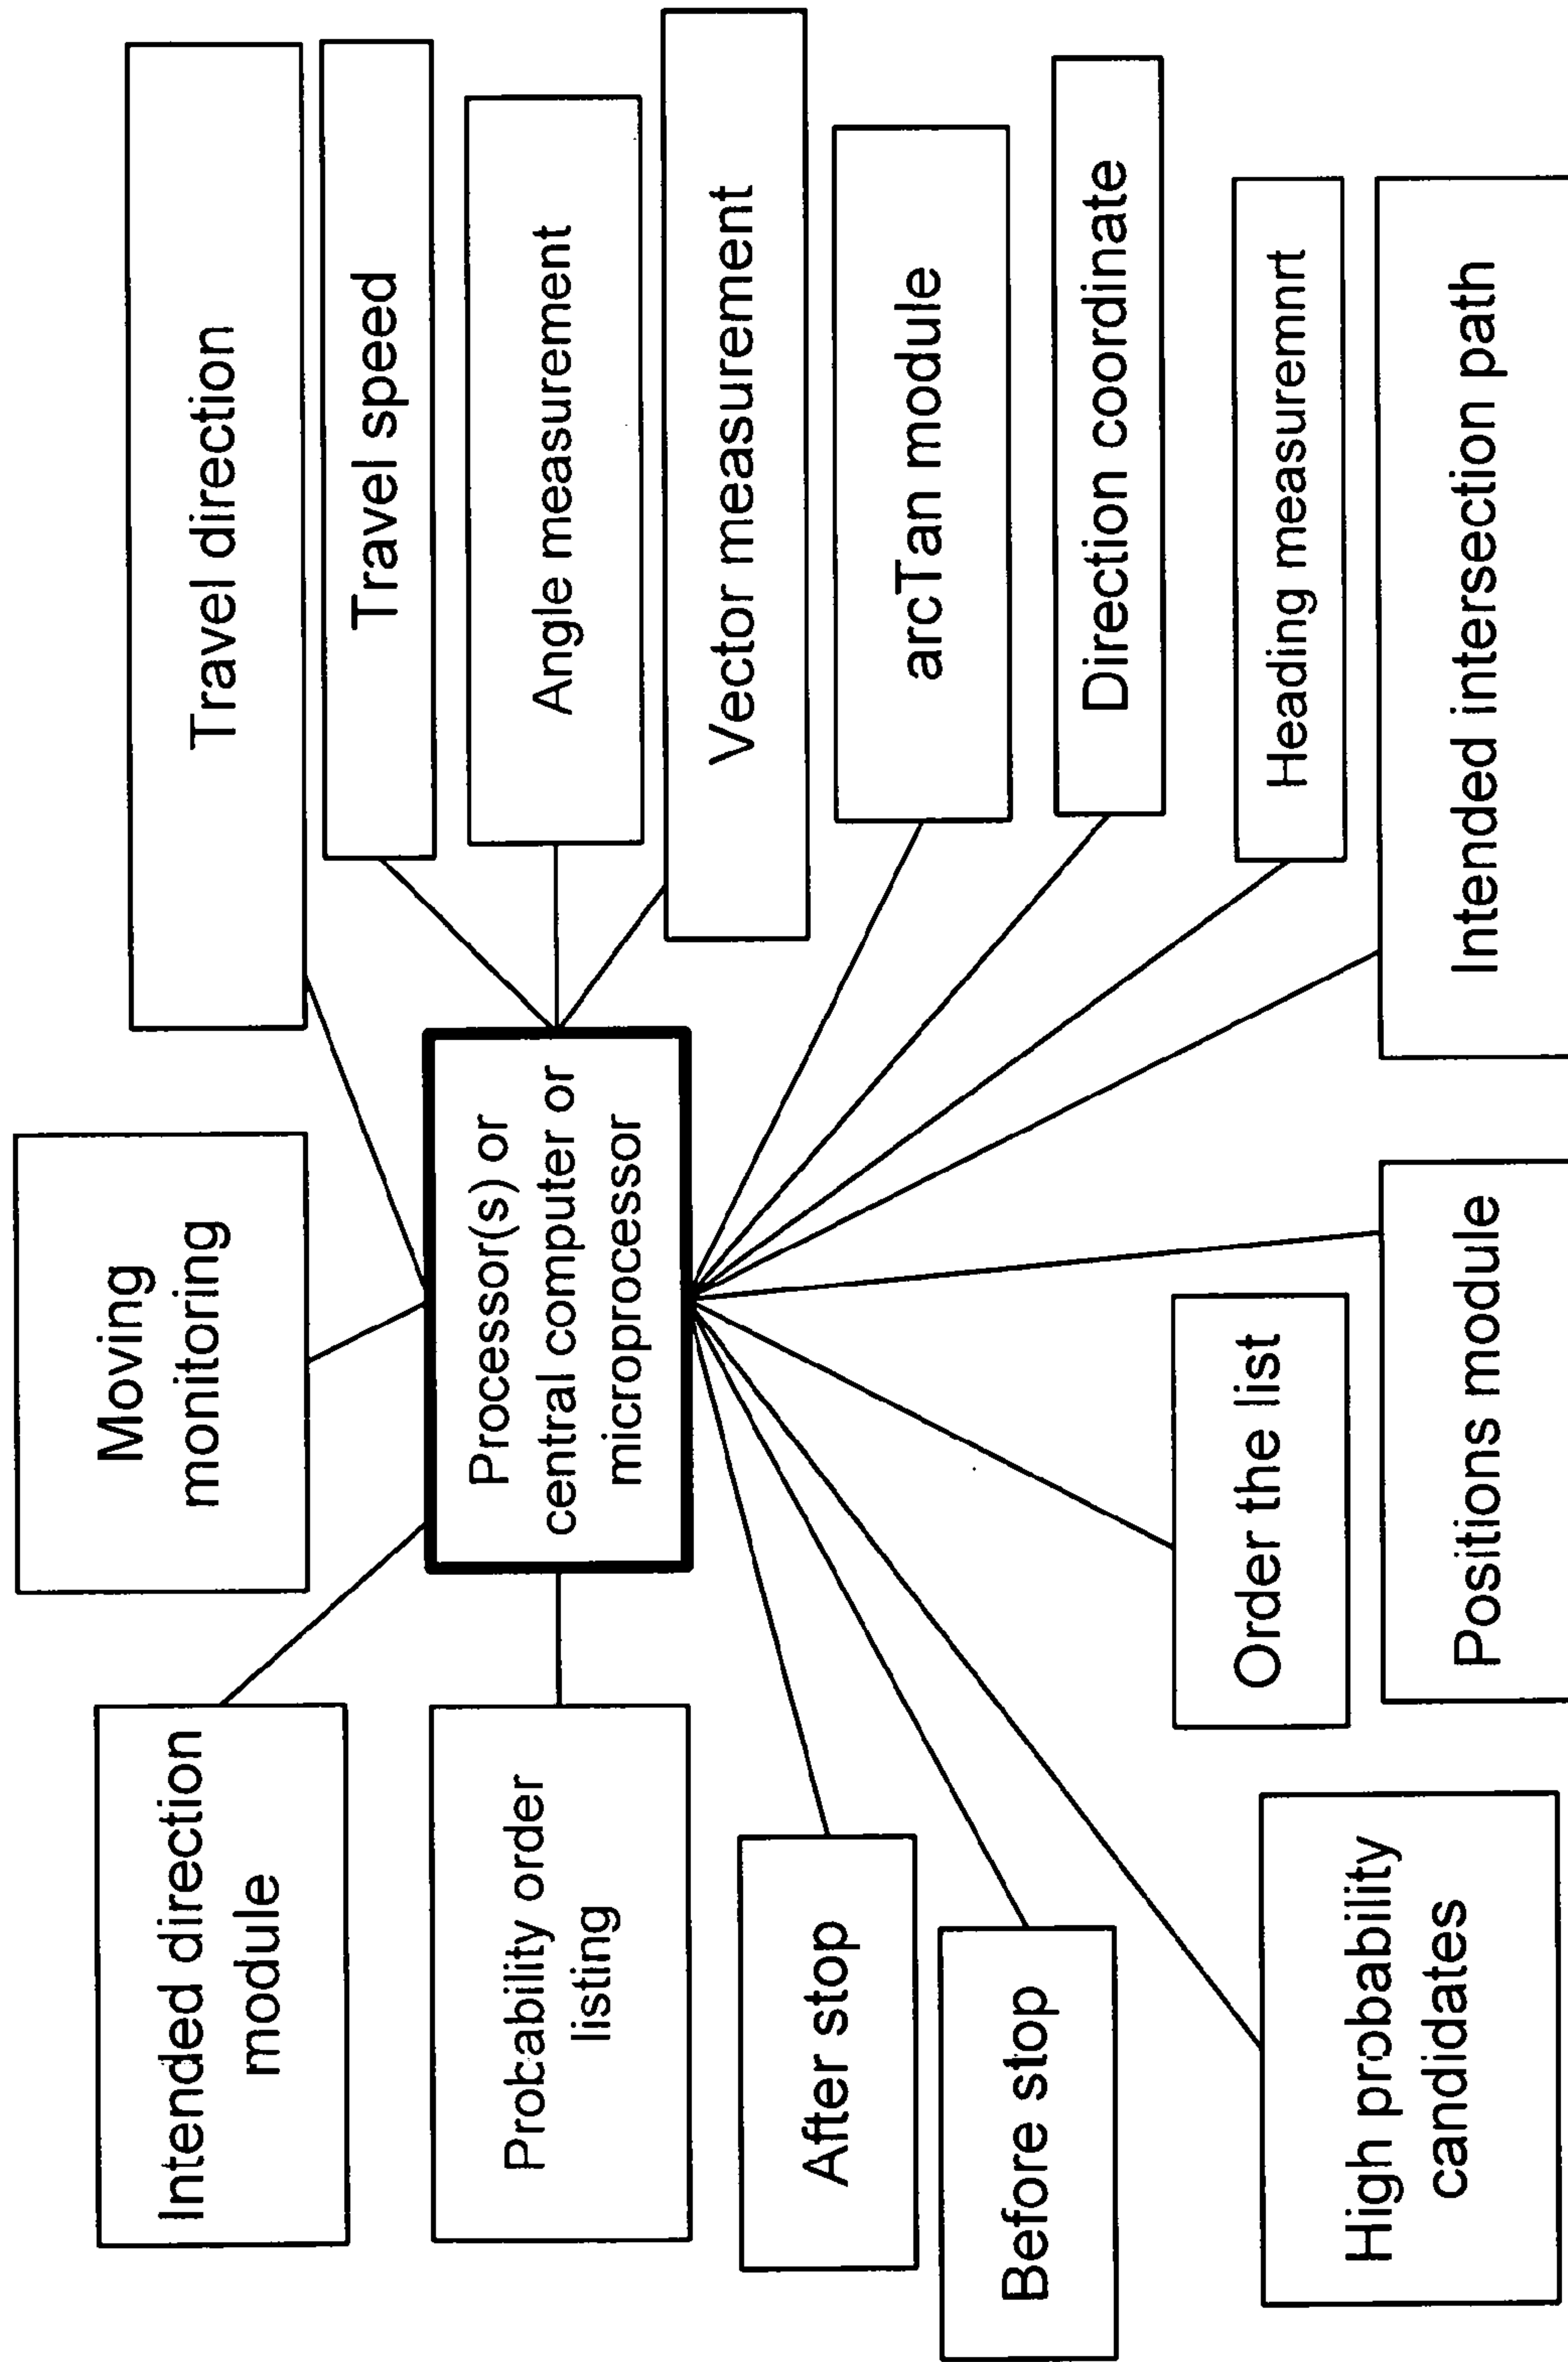 Intended direction
module
Moving
monitoring
Travel direction
Travel speed
Probability order
listing
Processor(s) or
central computer or
microprocessor
Angle measurement
Vector measurement
After stop
arcTan module
Before stop
Direction coordinate
High probability
candidates
Order the list
Heading measuremnrt
Positions module
Intended intersection path